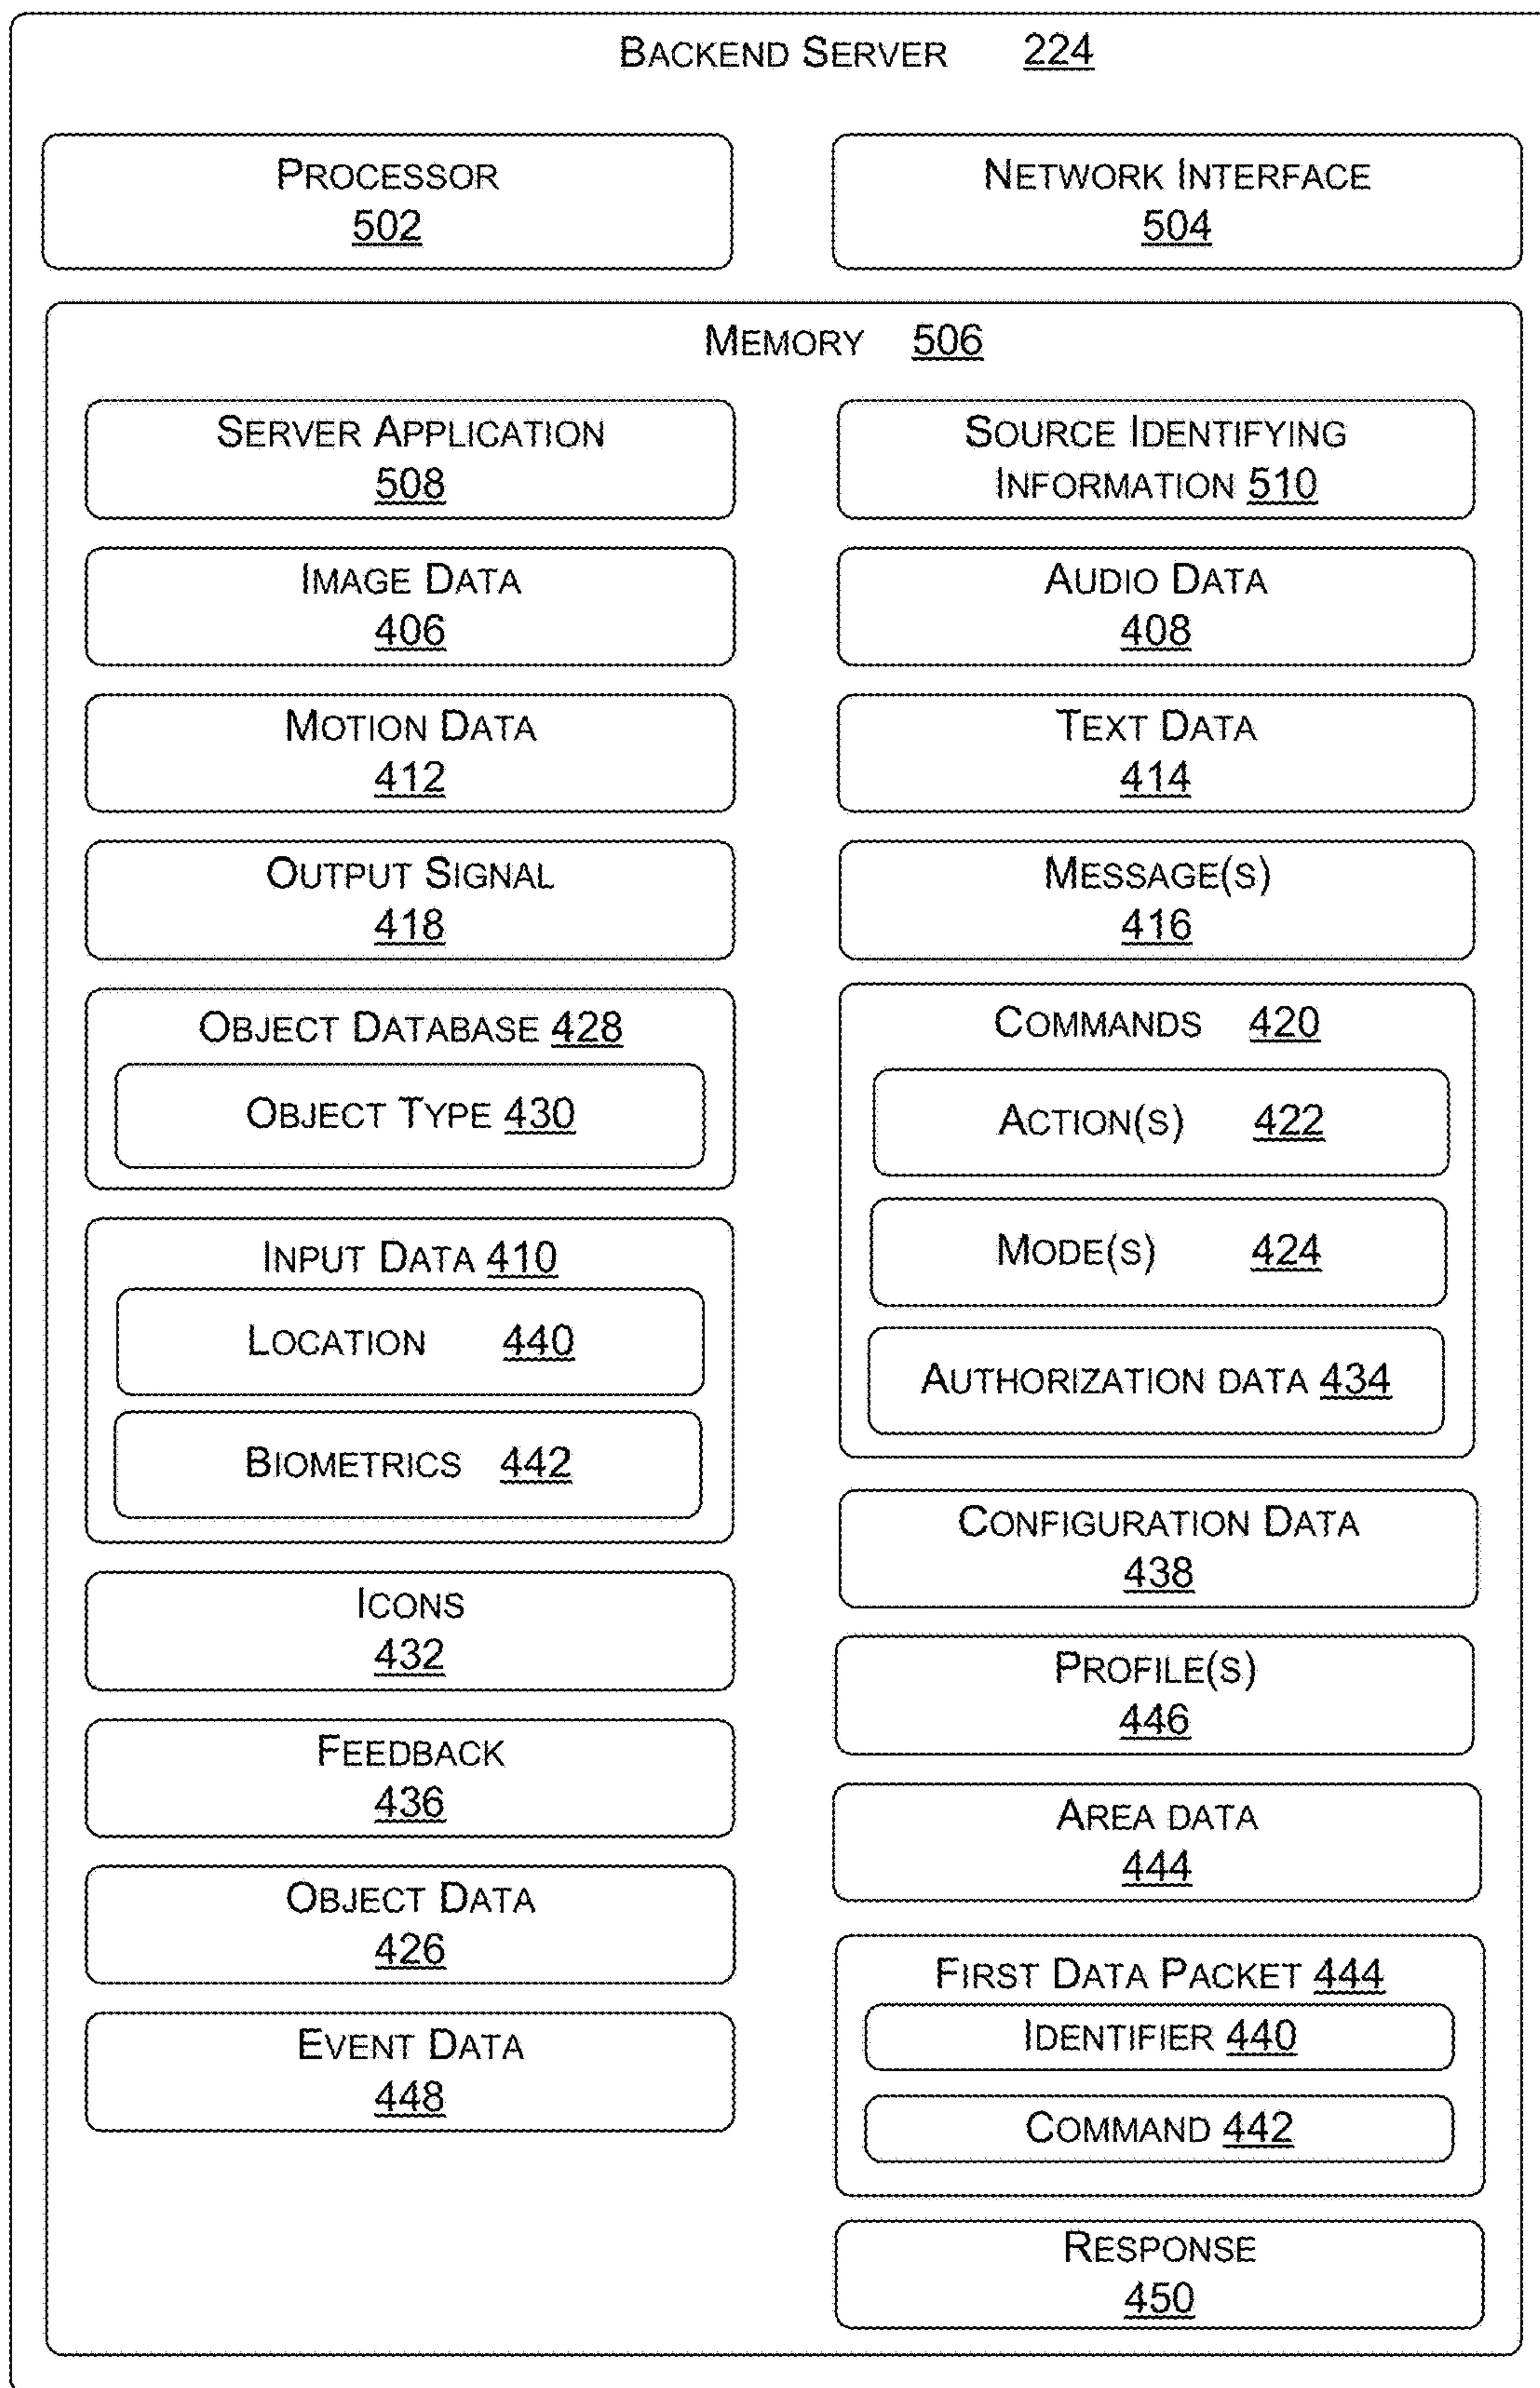 BACKEND SERVER 224
PROCESSOR
502
NETWORK INTERFACE
504
MEMORY 506
SERVER APPLICATION
508
SOURCE IDENTIFYING
INFORMATION 510
IMAGE DATA
406
AUDIO DATA
408
MOTION DATA
412
TEXT DATA
414
OUTPUT SIGNAL
418
MESSAGE(S)
416
OBJECT DATABASE 428
OBJECT TYPE 430
COMMANDS 420
ACTION(S) 422
MODE(S) 424
AUTHORIZATION DATA 434
INPUT DATA 410
LOCATION 440
BIOMETRICS 442
CONFIGURATION DATA
438
ICONS
432
PROFILE(S)
446
FEEDBACK
436
AREA DATA
444
OBJECT DATA
426
FIRST DATA PACKET 444
IDENTIFIER 440
COMMAND 442
EVENT DATA
448
RESPONSE
450